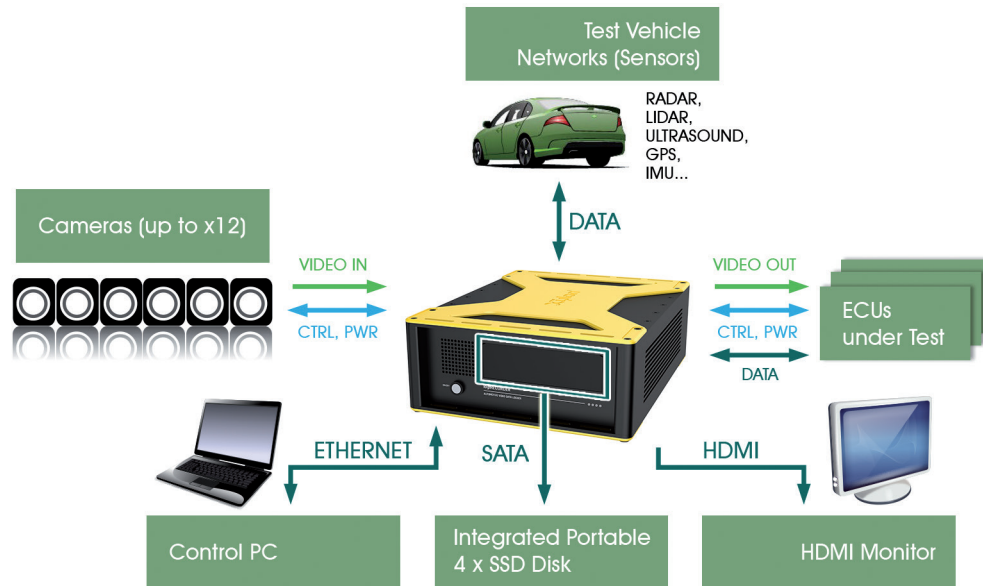 Test Vehicle
Networks (Sensors)
RADAR,
LIDAR,
ULTRASOUND,
GPS,
IMU...
DATA
Cameras (up to x12)
VIDEO IN
CTRL, PWR
VIDEO OUT
CTRL, PWR
DATA
ECUs
under Test
ETHERNET
SATA
HDMI
Control PC
Integrated Portable
4 x SSD Disk
HDMI Monitor